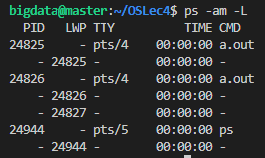 bigdata@master:~/OSLec4$ ps -am -L
PID LWP TTY TIME CMD
24825 - pts/4 00:00:00 a.out
- 24825 - 00:00:00 -
24826 - pts/4 00:00:00 a.out
- 24826 - 00:00:00 -
- 24827 - 00:00:00 -
24944 - pts/5 00:00:00 ps
- 24944 - 00:00:00 -